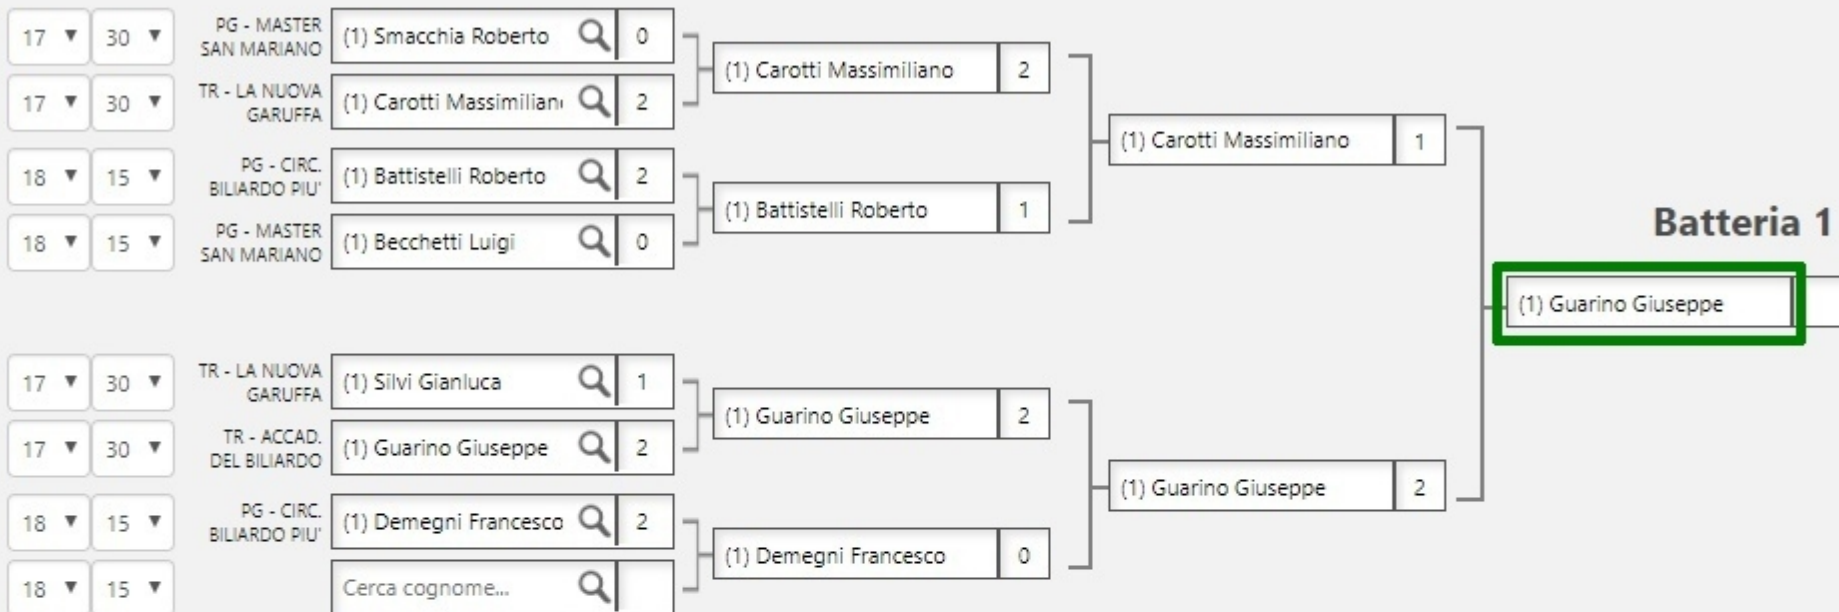 17 ▼ 30 ▼ PG - MASTER
SAN MARIANO (1) Smacchia Roberto 0
17 ▼ 30 ▼ TR - LA NUOVA
GARUFFA (1) Carotti Massimilian 2
(1) Carotti Massimiliano 2
18 ▼ 15 ▼ PG - CIRC.
BILIARDO PIU' (1) Battistelli Roberto 2
18 ▼ 15 ▼ PG - MASTER
SAN MARIANO (1) Becchetti Luigi 0
(1) Battistelli Roberto 1
(1) Carotti Massimiliano 1
17 ▼ 30 ▼ TR - LA NUOVA
GARUFFA (1) Silvi Gianluca 1
17 ▼ 30 ▼ TR - ACCAD.
DEL BILIARDO (1) Guarino Giuseppe 2
(1) Guarino Giuseppe 2
18 ▼ 15 ▼ PG - CIRC.
BILIARDO PIU' (1) Demegni Francesco 2
18 ▼ 15 ▼ Cerca cognome...
(1) Demegni Francesco 0
(1) Guarino Giuseppe 2
Batteria 1
(1) Guarino Giuseppe